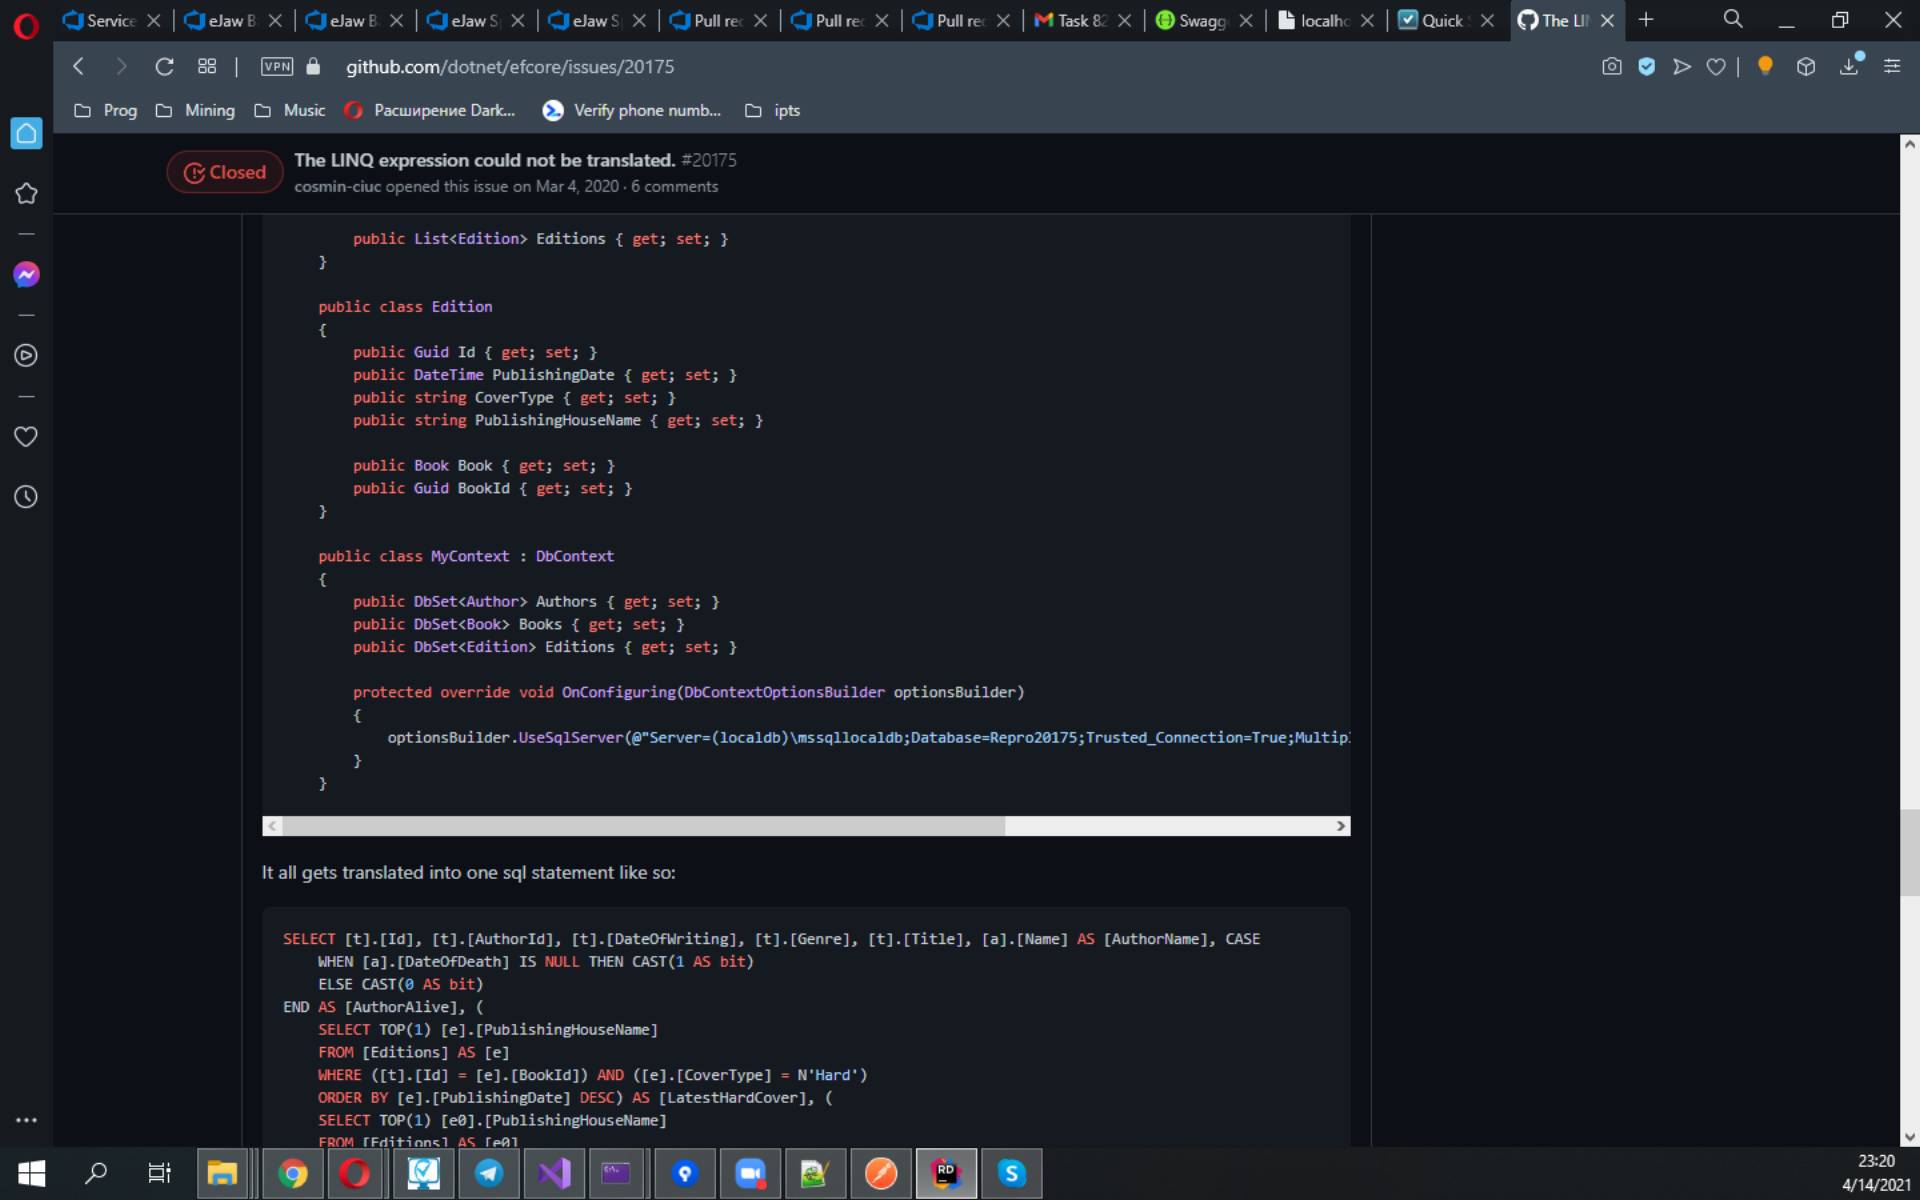 Service
eJaw B
eJaw B
eJaw S
eJaw S
Pull rec
Pull rec
Pull rec
Task 82
Swagg
localho
Quick
The LI
VPN
github.com/dotnet/efcore/issues/20175
Prog
Mining
Music
Расширение Dark...
Verify phone numb...
ipts
Closed
The LINQ expression could not be translated. #20175
cosmin-ciuc opened this issue on Mar 4, 2020 · 6 comments
public List<Edition> Editions { get; set; }
}
public class Edition
{
public Guid Id { get; set; }
public DateTime PublishingDate { get; set; }
public string CoverType { get; set; }
public string PublishingHouseName { get; set; }
public Book Book { get; set; }
public Guid BookId { get; set; }
}
public class MyContext : DbContext
{
public DbSet<Author> Authors { get; set; }
public DbSet<Book> Books { get; set; }
public DbSet<Edition> Editions { get; set; }
protected override void OnConfiguring(DbContextOptionsBuilder optionsBuilder)
{
optionsBuilder.UseSqlServer(@"Server=(localdb)\mssqllocaldb;Database=Repro20175;Trusted_Connection=True;Multipl
}
}
It all gets translated into one sql statement like so:
SELECT [t].[Id], [t].[AuthorId], [t].[DateOfWriting], [t].[Genre], [t].[Title], [a].[Name] AS [AuthorName], CASE
WHEN [a].[DateOfDeath] IS NULL THEN CAST(1 AS bit)
ELSE CAST(0 AS bit)
END AS [AuthorAlive], (
SELECT TOP(1) [e].[PublishingHouseName]
FROM [Editions] AS [e]
WHERE ([t].[Id] = [e].[BookId]) AND ([e].[CoverType] = N'Hard')
ORDER BY [e].[PublishingDate] DESC) AS [LatestHardCover], (
SELECT TOP(1) [e0].[PublishingHouseName]
FROM [Editions] AS [e0]
RD
23:20
4/14/2021